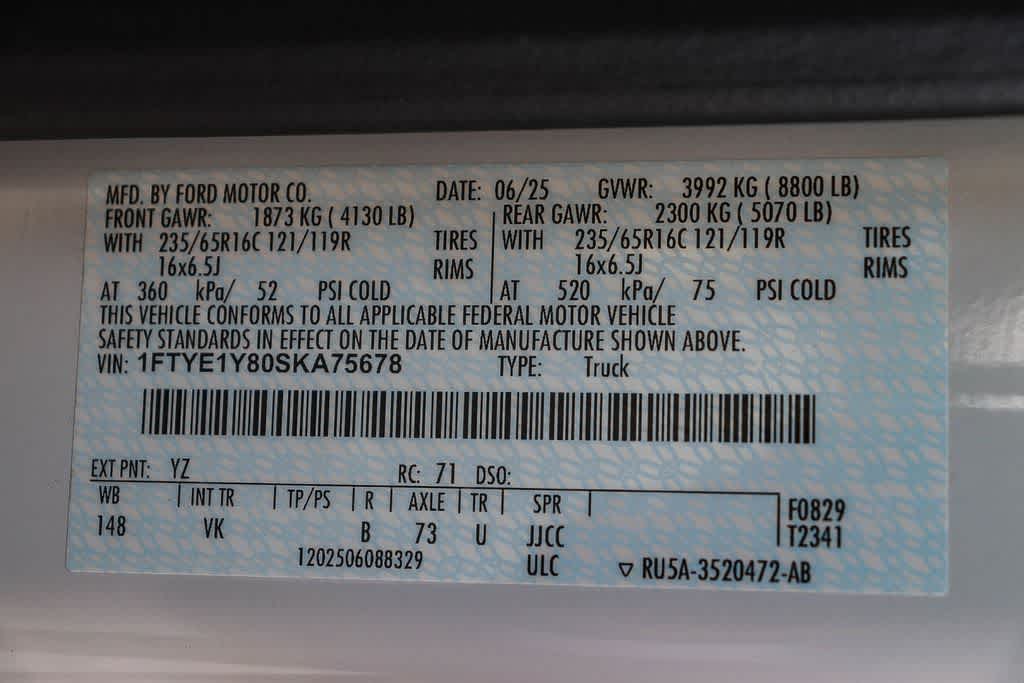 MFD. BY FORD MOTOR CO. DATE: 06/25 GVWR: 3992 KG ( 8800 LB)
FRONT GAWR: 1873 KG ( 4130 LB) REAR GAWR: 2300 KG ( 5070 LB)
WITH 235/65R16C 121/119R TIRES WITH 235/65R16C 121/119R TIRES
16x6.5J RIMS 16x6.5J RIMS
AT 360 kPa/ 52 PSI COLD AT 520 kPa/ 75 PSI COLD
THIS VEHICLE CONFORMS TO ALL APPLICABLE FEDERAL MOTOR VEHICLE
SAFETY STANDARDS IN EFFECT ON THE DATE OF MANUFACTURE SHOWN ABOVE.
VIN: 1FTYE1Y80SKA75678 TYPE: Truck
EXT PNT: YZ RC: 71 DSO:
WB INT TR TP/PS R AXLE TR SPR F0829
148 VK B 73 U JJCC T2341
1202506088329 ULC ▽ RU5A-3520472-AB